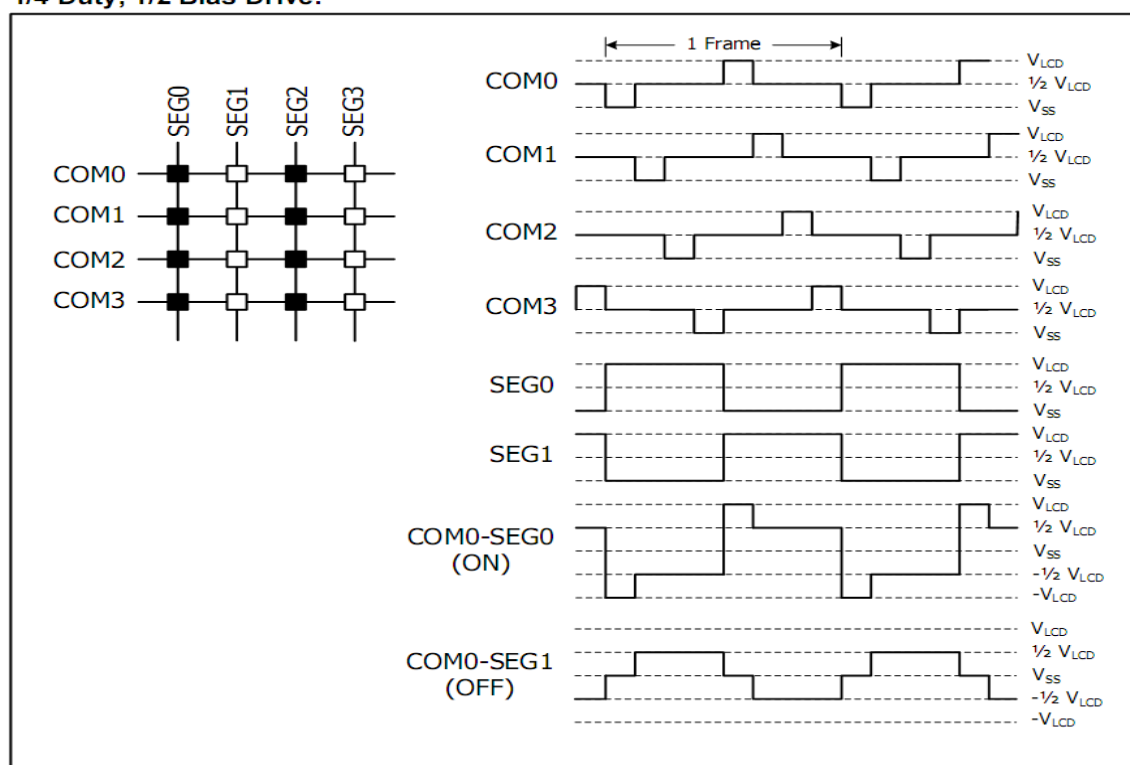 1/4 Duty, 1/2 Bias Drive:
1 Frame
SEG0
SEG1
SEG2
SEG3
COM0
COM1
COM2
COM3
COM0
VLCD
½ VLCD
VSS
COM1
VLCD
½ VLCD
VSS
COM2
VLCD
½ VLCD
VSS
COM3
VLCD
½ VLCD
VSS
SEG0
VLCD
½ VLCD
VSS
SEG1
VLCD
½ VLCD
VSS
COM0-SEG0
(ON)
VLCD
½ VLCD
VSS
-½ VLCD
-VLCD
COM0-SEG1
(OFF)
VLCD
½ VLCD
VSS
-½ VLCD
-VLCD